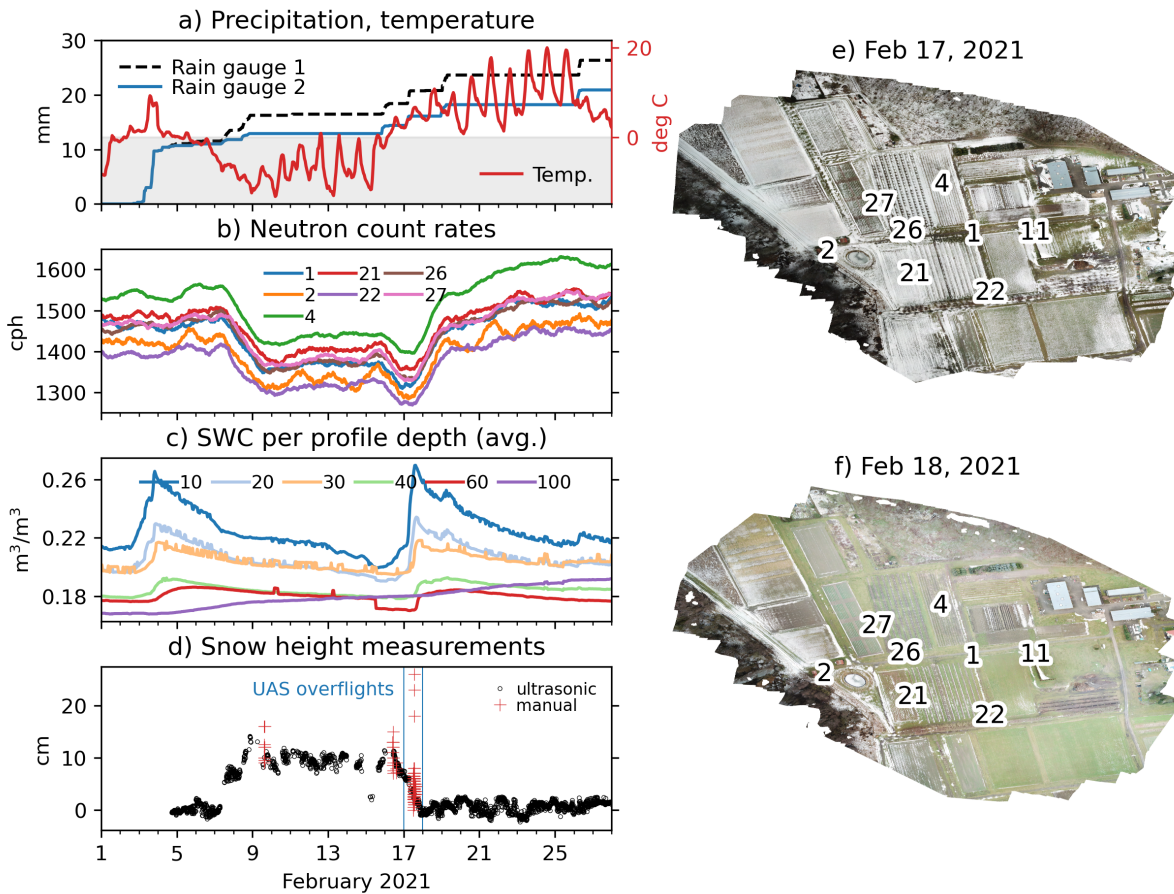 a) Precipitation, temperature
30
20
10
0
mm
Rain gauge 1
Rain gauge 2
Temp.
20
0
deg C
b) Neutron count rates
1600
1500
1400
1300
cph
1 21 26
2 22 27
4
c) SWC per profile depth (avg.)
0.26
0.22
0.18
m³/m³
10 20 30 40 60 100
d) Snow height measurements
20
10
0
cm
UAS overflights
ultrasonic
manual
1 5 9 13 17 21 25
February 2021
e) Feb 17, 2021
4
27
26 1 11
2
21
22
f) Feb 18, 2021
4
27
26 1 11
2
21
22